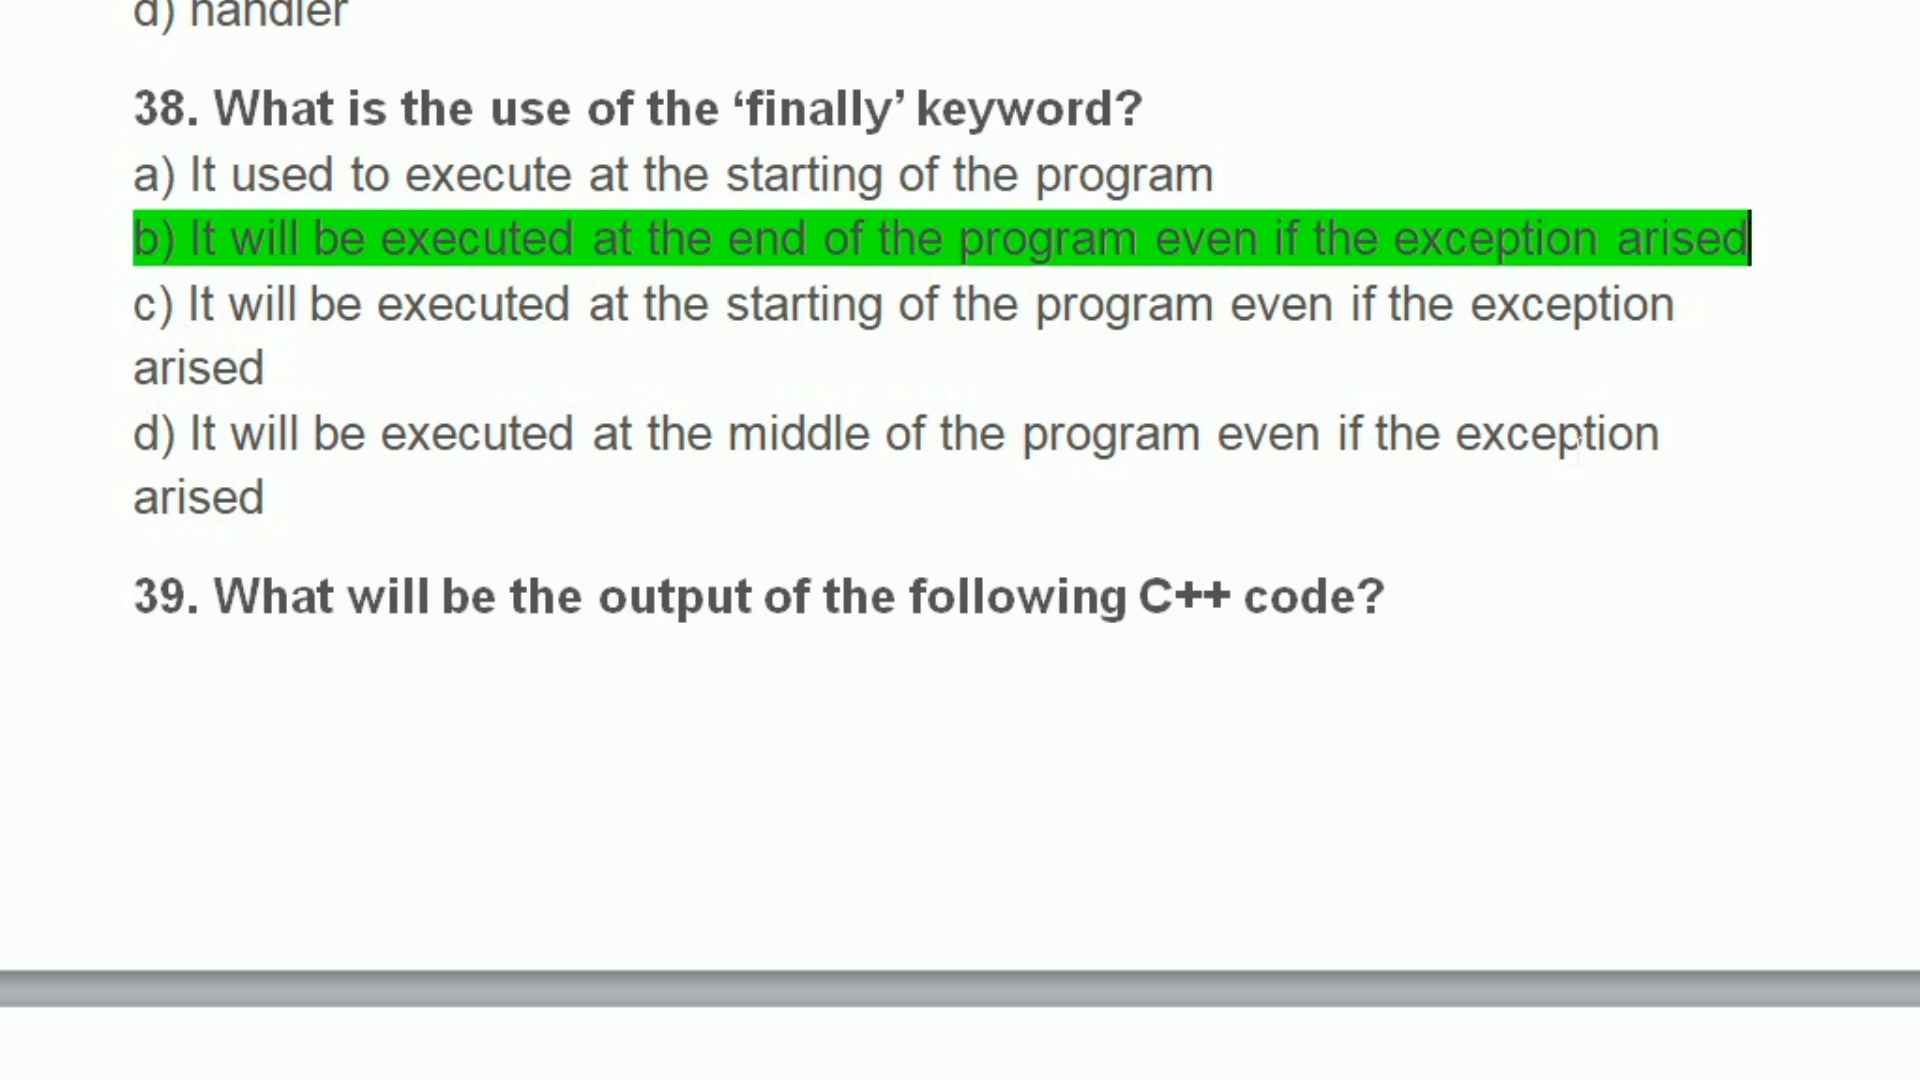 d) handler
38. What is the use of the ‘finally’ keyword?
a) It used to execute at the starting of the program
b) It will be executed at the end of the program even if the exception arised
c) It will be executed at the starting of the program even if the exception
arised
d) It will be executed at the middle of the program even if the exception
arised
39. What will be the output of the following C++ code?